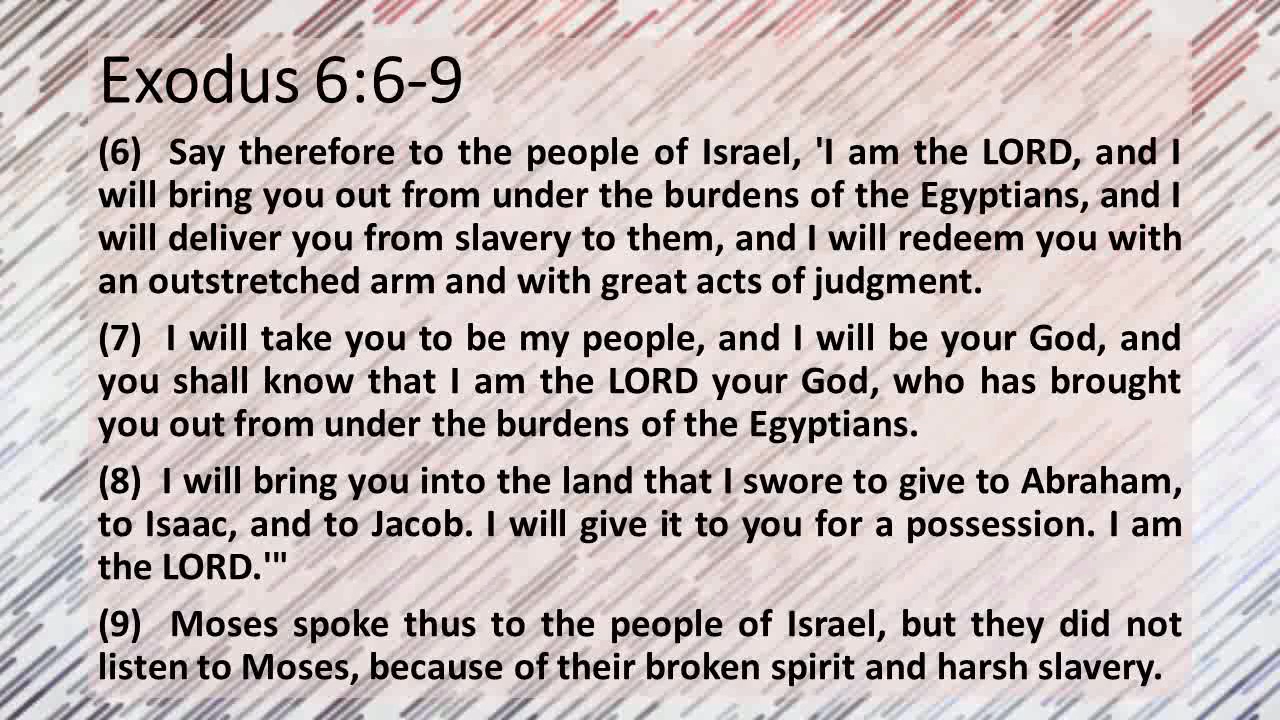 Exodus 6:6-9
(6) Say therefore to the people of Israel, 'I am the LORD, and I
will bring you out from under the burdens of the Egyptians, and I
will deliver you from slavery to them, and I will redeem you with
an outstretched arm and with great acts of judgment.
(7) I will take you to be my people, and I will be your God, and
you shall know that I am the LORD your God, who has brought
you out from under the burdens of the Egyptians.
(8) I will bring you into the land that I swore to give to Abraham,
to Isaac, and to Jacob. I will give it to you for a possession. I am
the LORD.'"
(9) Moses spoke thus to the people of Israel, but they did not
listen to Moses, because of their broken spirit and harsh slavery.